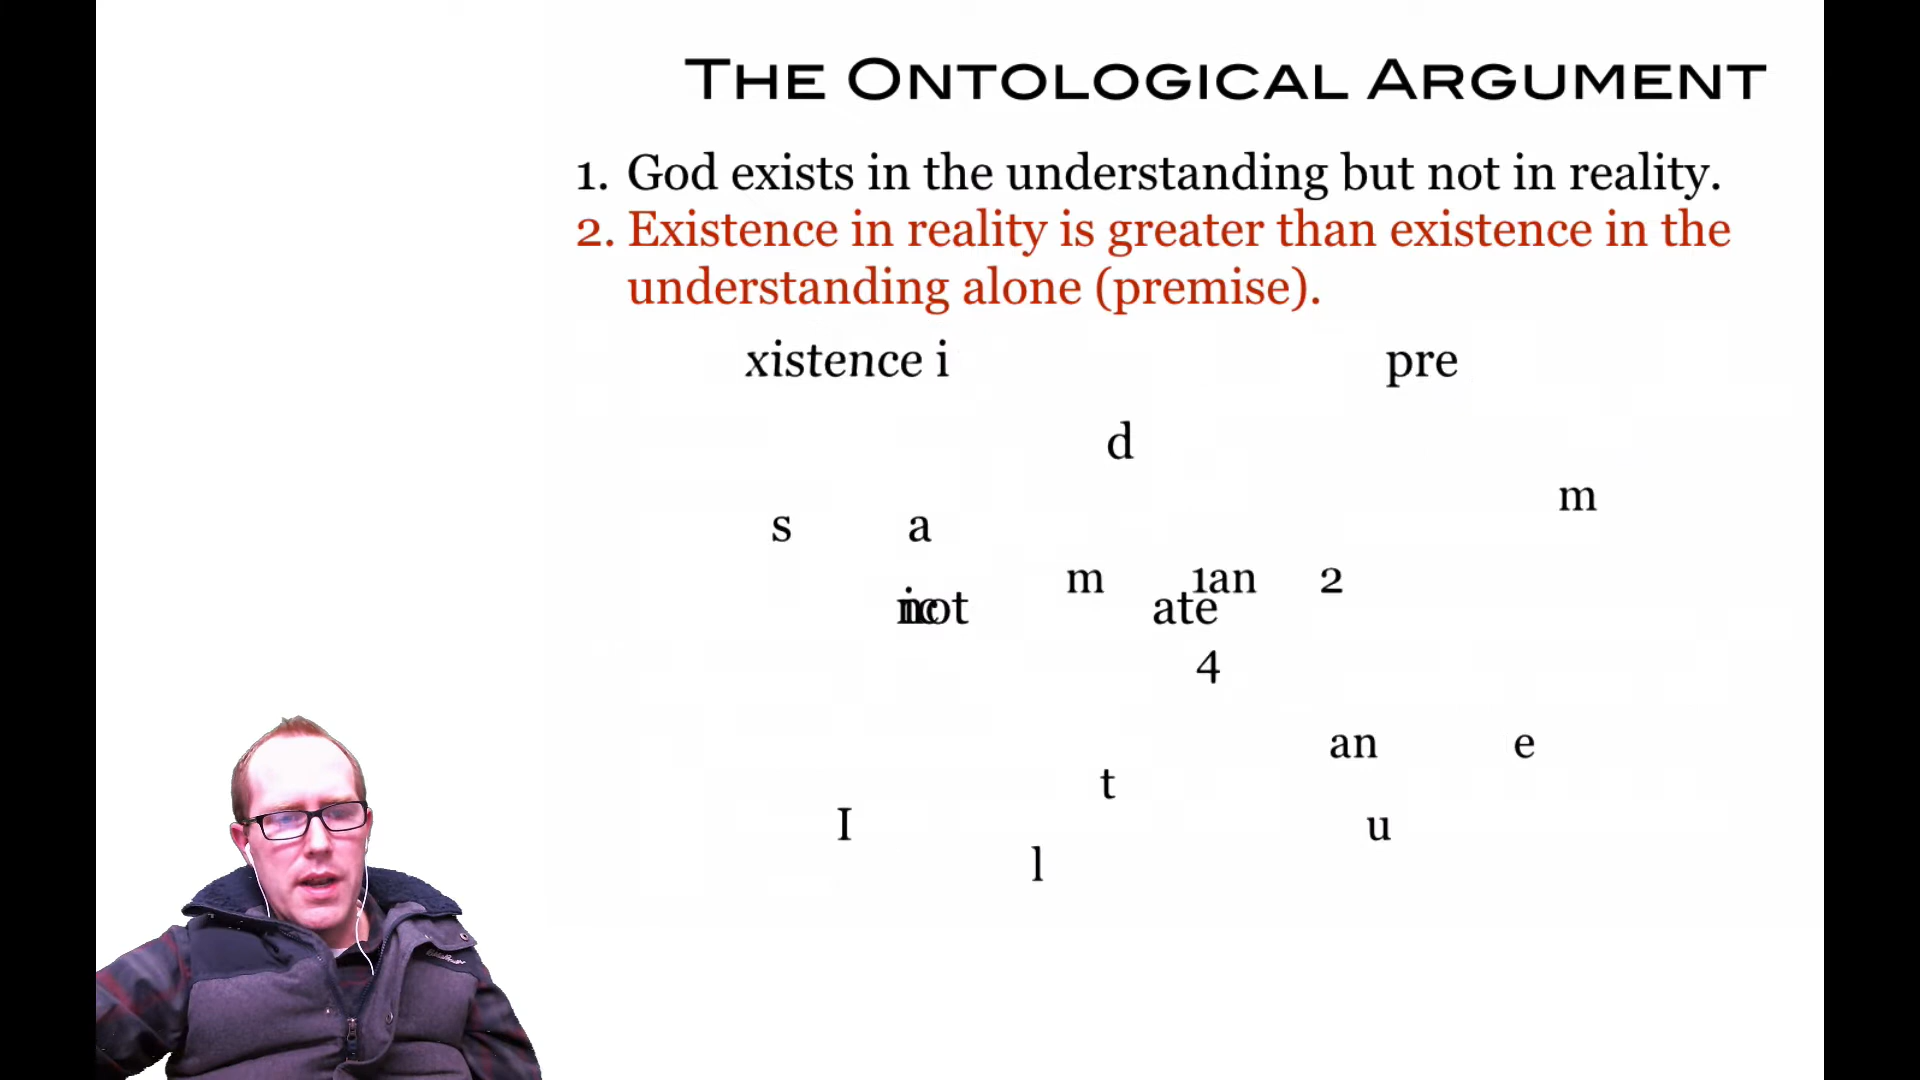 THE ONTOLOGICAL ARGUMENT
1. God exists in the understanding but not in reality.
2. Existence in reality is greater than existence in the
understanding alone (premise).
xistence i pre
d
m
s a
m 1an 2
ot ate
4
an e
t
I u
l